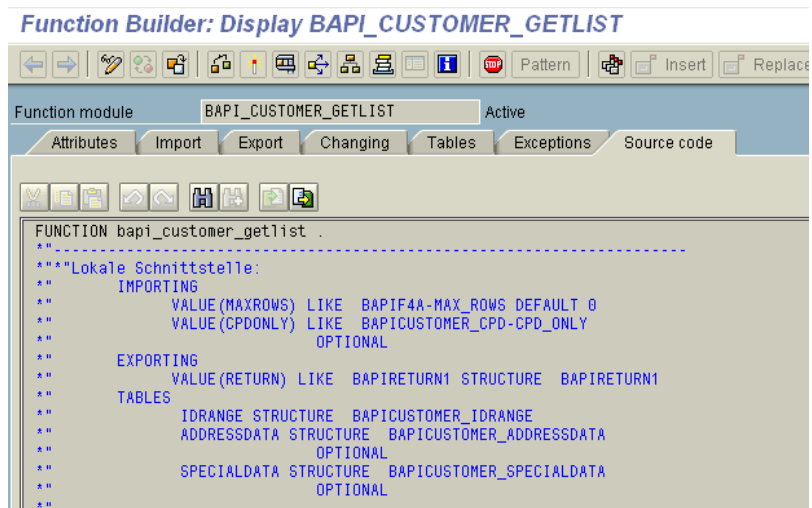 Function Builder: Display BAPI_CUSTOMER_GETLIST
STOP Pattern Insert Replace
Function module BAPI_CUSTOMER_GETLIST Active
Attributes Import Export Changing Tables Exceptions Source code
FUNCTION bapi_customer_getlist .
*"----------------------------------------------------------------------
*"*"Lokale Schnittstelle:
*" IMPORTING
*" VALUE(MAXROWS) LIKE BAPIF4A-MAX_ROWS DEFAULT 0
*" VALUE(CPDONLY) LIKE BAPICUSTOMER_CPD-CPD_ONLY
*" OPTIONAL
*" EXPORTING
*" VALUE(RETURN) LIKE BAPIRETURN1 STRUCTURE BAPIRETURN1
*" TABLES
*" IDRANGE STRUCTURE BAPICUSTOMER_IDRANGE
*" ADDRESSDATA STRUCTURE BAPICUSTOMER_ADDRESSDATA
*" OPTIONAL
*" SPECIALDATA STRUCTURE BAPICUSTOMER_SPECIALDATA
*" OPTIONAL
*"